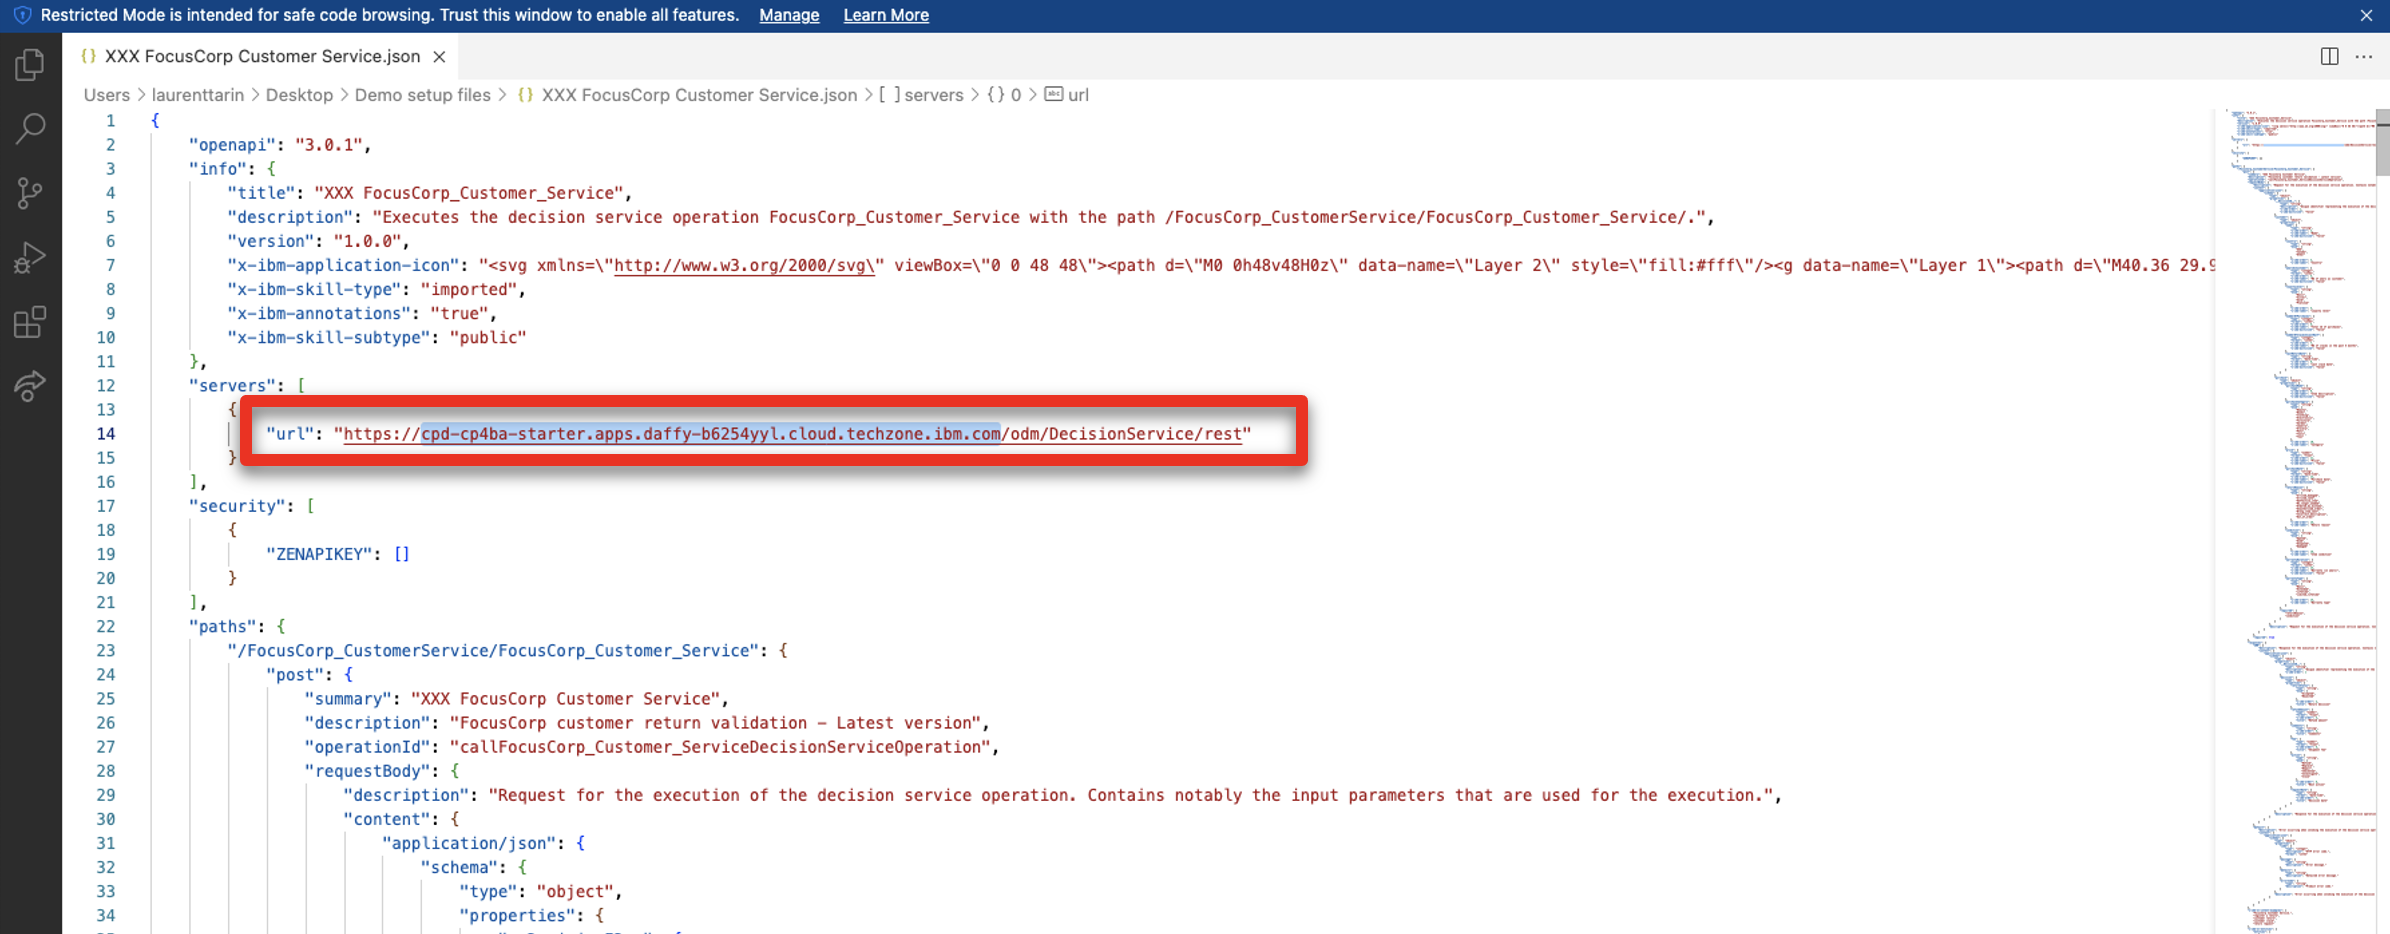 Restricted Mode is intended for safe code browsing. Trust this window to enable all features. Manage Learn More
{} XXX FocusCorp Customer Service.json
Users > laurenttarin > Desktop > Demo setup files > {} XXX FocusCorp Customer Service.json > [ ] servers > {} 0 > abc url
1 {
2 "openapi": "3.0.1",
3 "info": {
4 "title": "XXX FocusCorp_Customer_Service",
5 "description": "Executes the decision service operation FocusCorp_Customer_Service with the path /FocusCorp_CustomerService/FocusCorp_Customer_Service/.",
6 "version": "1.0.0",
7 "x-ibm-application-icon": "<svg xmlns=\"http://www.w3.org/2000/svg\" viewBox=\"0 0 48 48\"><path d=\"M0 0h48v48H0z\" data-name=\"Layer 2\" style=\"fill:#fff\"/><g data-name=\"Layer 1\"><path d=\"M40.36 29.9
8 "x-ibm-skill-type": "imported",
9 "x-ibm-annotations": "true",
10 "x-ibm-skill-subtype": "public"
11 },
12 "servers": [
13 {
14 "url": "https://cpd-cp4ba-starter.apps.daffy-b6254yyl.cloud.techzone.ibm.com/odm/DecisionService/rest"
15 }
16 ],
17 "security": [
18 {
19 "ZENAPIKEY": []
20 }
21 ],
22 "paths": {
23 "/FocusCorp_CustomerService/FocusCorp_Customer_Service": {
24 "post": {
25 "summary": "XXX FocusCorp Customer Service",
26 "description": "FocusCorp customer return validation - Latest version",
27 "operationId": "callFocusCorp_Customer_ServiceDecisionServiceOperation",
28 "requestBody": {
29 "description": "Request for the execution of the decision service operation. Contains notably the input parameters that are used for the execution.",
30 "content": {
31 "application/json": {
32 "schema": {
33 "type": "object",
34 "properties": {